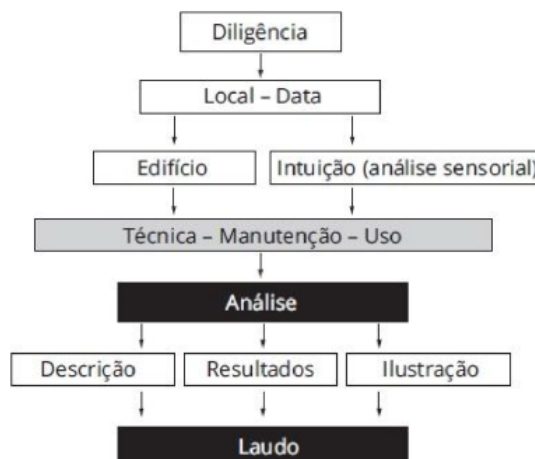 Diligência
Local – Data
Edifício
Intuição (análise sensorial)
Técnica – Manutenção – Uso
Análise
Descrição
Resultados
Ilustração
Laudo